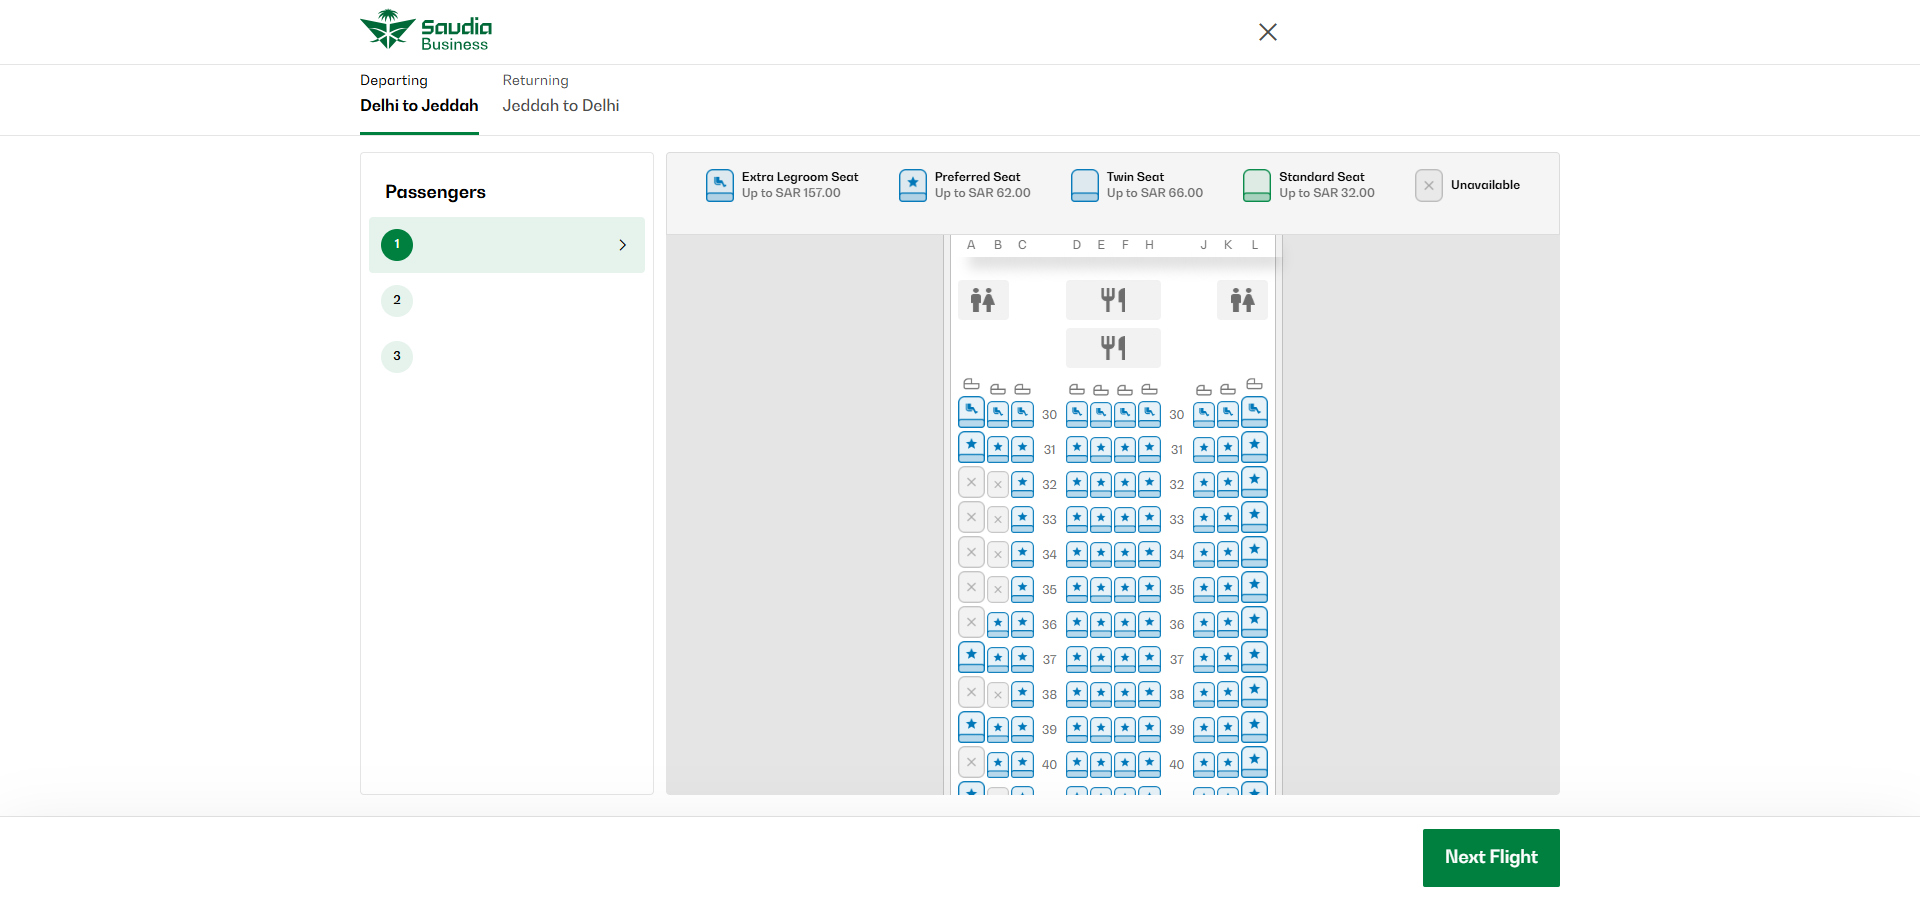 Saudia
Business
Departing
Delhi to Jeddah
Returning
Jeddah to Delhi
Passengers
1
2
3
Extra Legroom Seat
Up to SAR 157.00
Preferred Seat
Up to SAR 62.00
Twin Seat
Up to SAR 66.00
Standard Seat
Up to SAR 32.00
Unavailable
A B C D E F H J K L
30 30
31 31
32 32
33 33
34 34
35 35
36 36
37 37
38 38
39 39
40 40
Next Flight